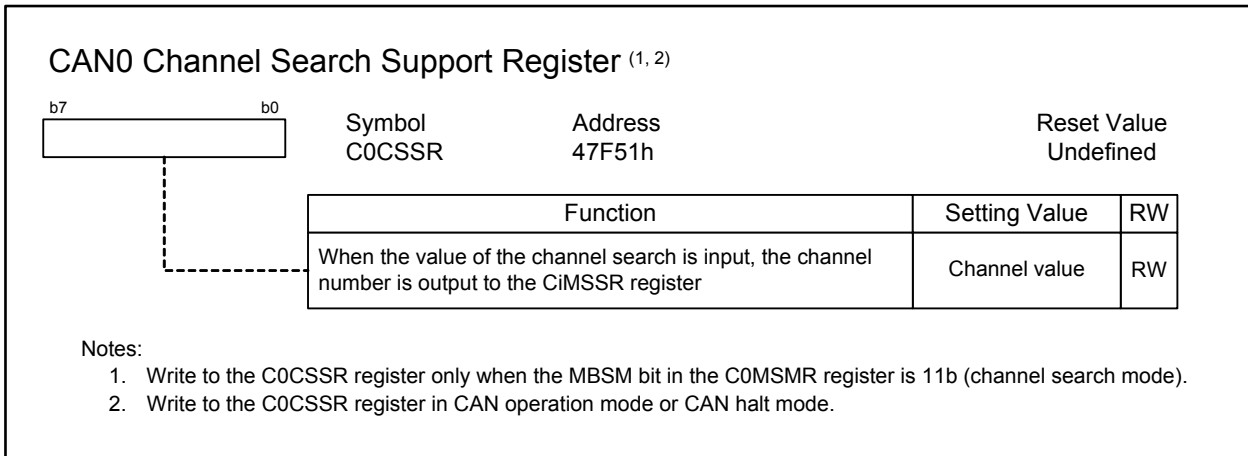 CAN0 Channel Search Support Register (1, 2)
b7 b0
Symbol Address Reset Value
C0CSSR 47F51h Undefined
Function Setting Value RW
When the value of the channel search is input, the channel
number is output to the CiMSSR register
Channel value RW
Notes:
1. Write to the C0CSSR register only when the MBSM bit in the C0MSMR register is 11b (channel search mode).
2. Write to the C0CSSR register in CAN operation mode or CAN halt mode.